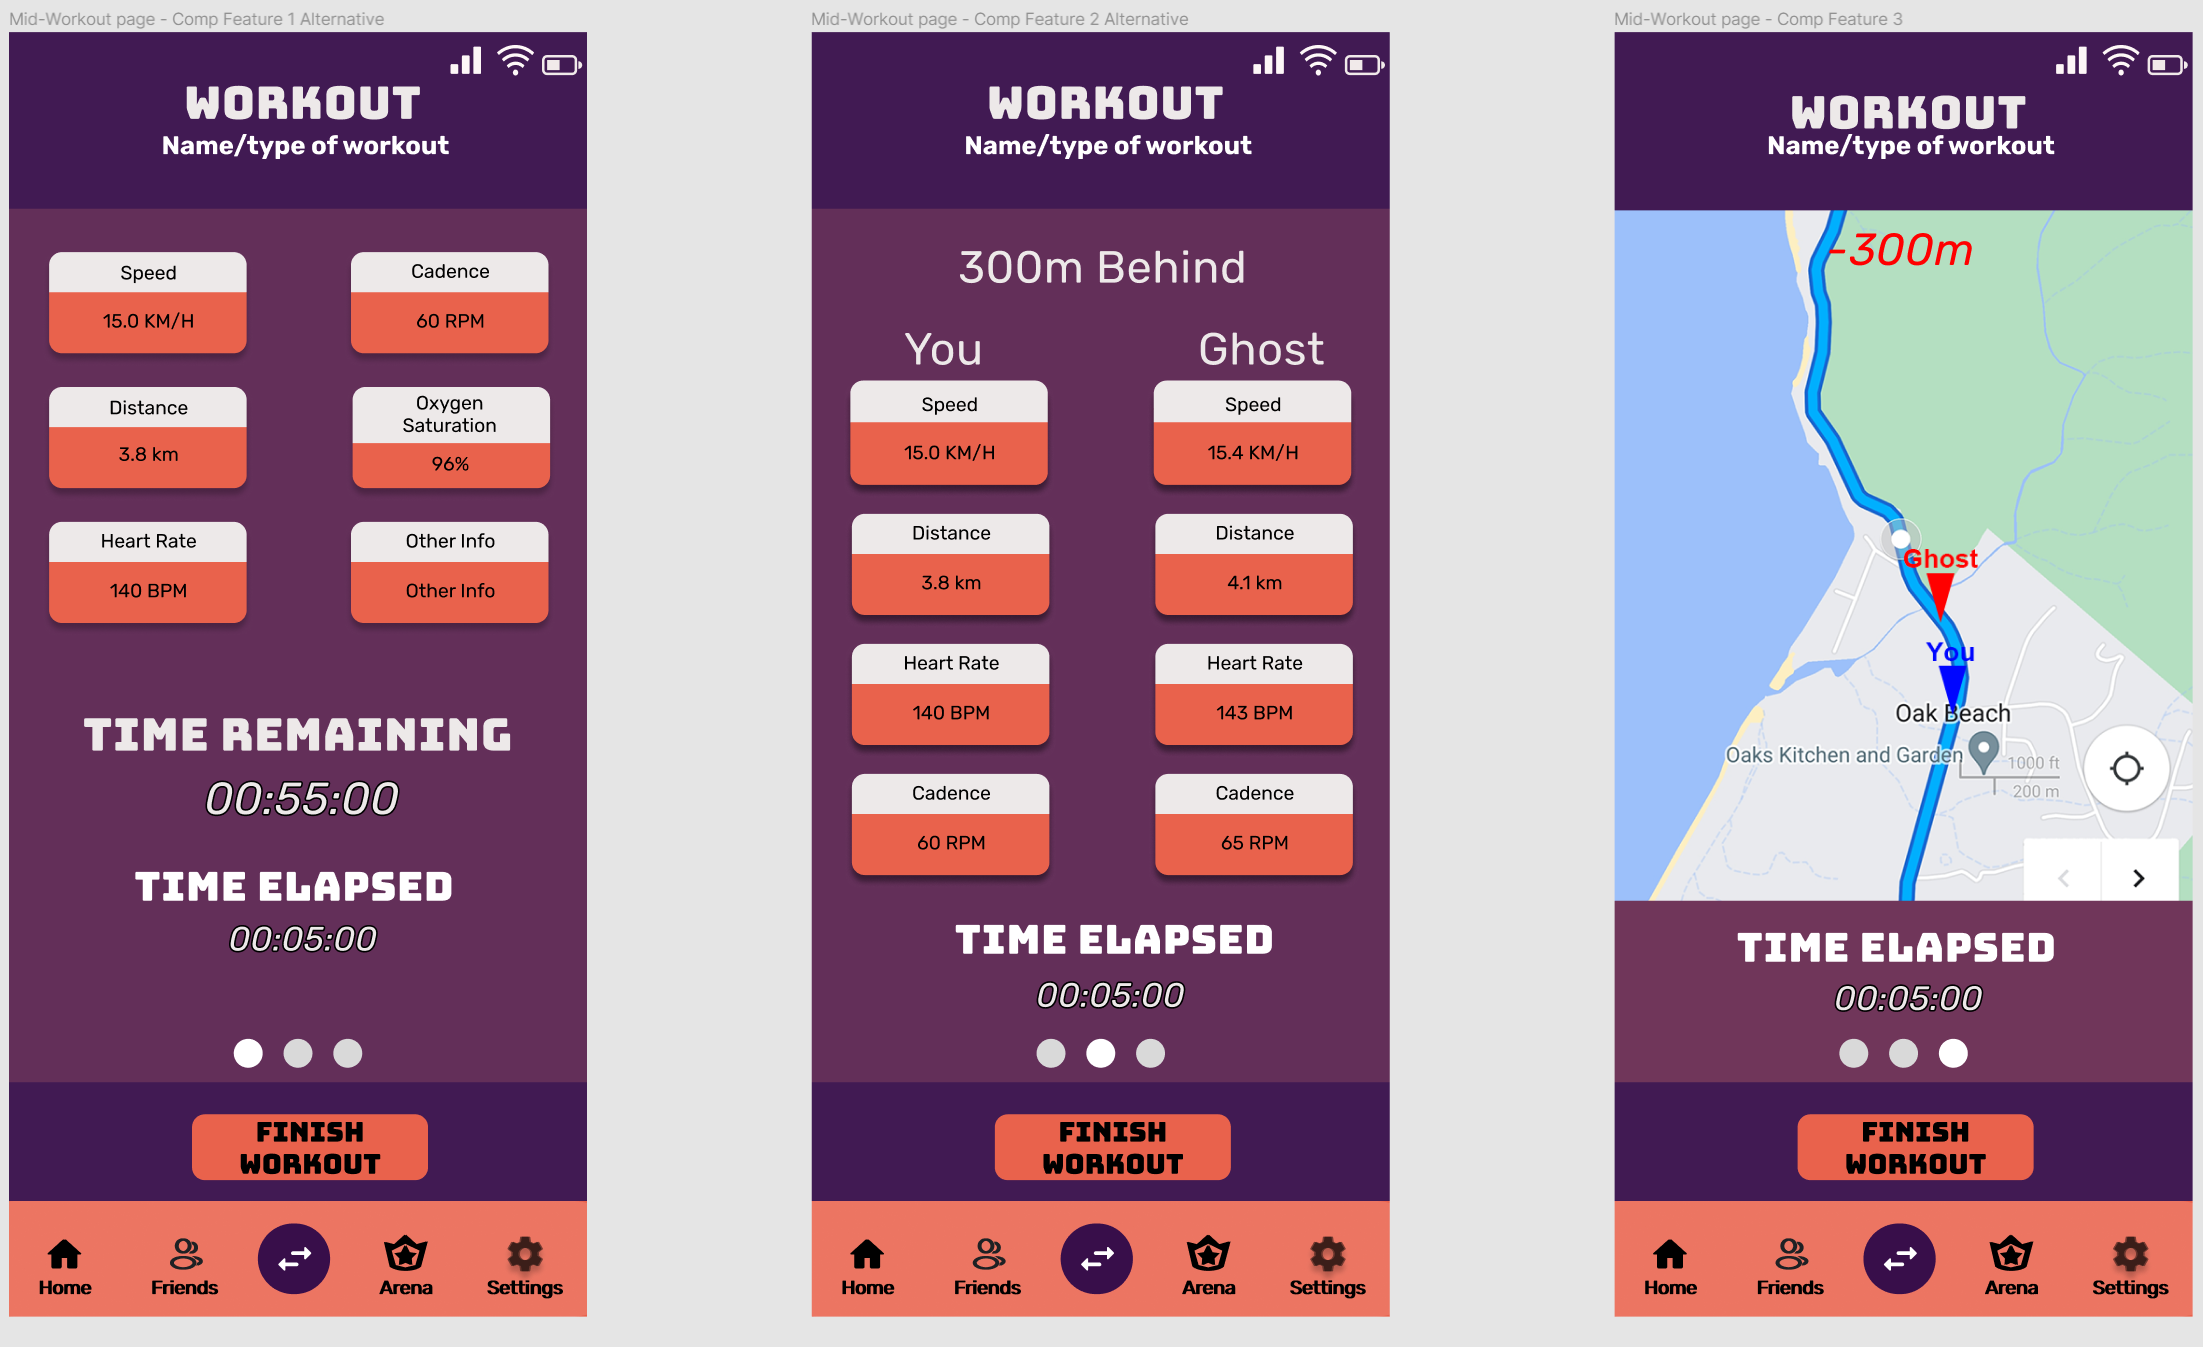 Mid-Workout page - Comp Feature 1 Alternative
WORKOUT
Name/type of workout
Speed
15.0 KM/H
Cadence
60 RPM
Distance
3.8 km
Oxygen
Saturation
96%
Heart Rate
140 BPM
Other Info
Other Info
TIME REMAINING
00:55:00
TIME ELAPSED
00:05:00
FINISH
WORKOUT
Home
Friends
Arena
Settings
Mid-Workout page - Comp Feature 2 Alternative
WORKOUT
Name/type of workout
300m Behind
You
Ghost
Speed
15.0 KM/H
Speed
15.4 KM/H
Distance
3.8 km
Distance
4.1 km
Heart Rate
140 BPM
Heart Rate
143 BPM
Cadence
60 RPM
Cadence
65 RPM
TIME ELAPSED
00:05:00
FINISH
WORKOUT
Home
Friends
Arena
Settings
Mid-Workout page - Comp Feature 3
WORKOUT
Name/type of workout
-300m
Ghost
You
Oak Beach
Oaks Kitchen and Garden
1000 ft
200 m
TIME ELAPSED
00:05:00
FINISH
WORKOUT
Home
Friends
Arena
Settings